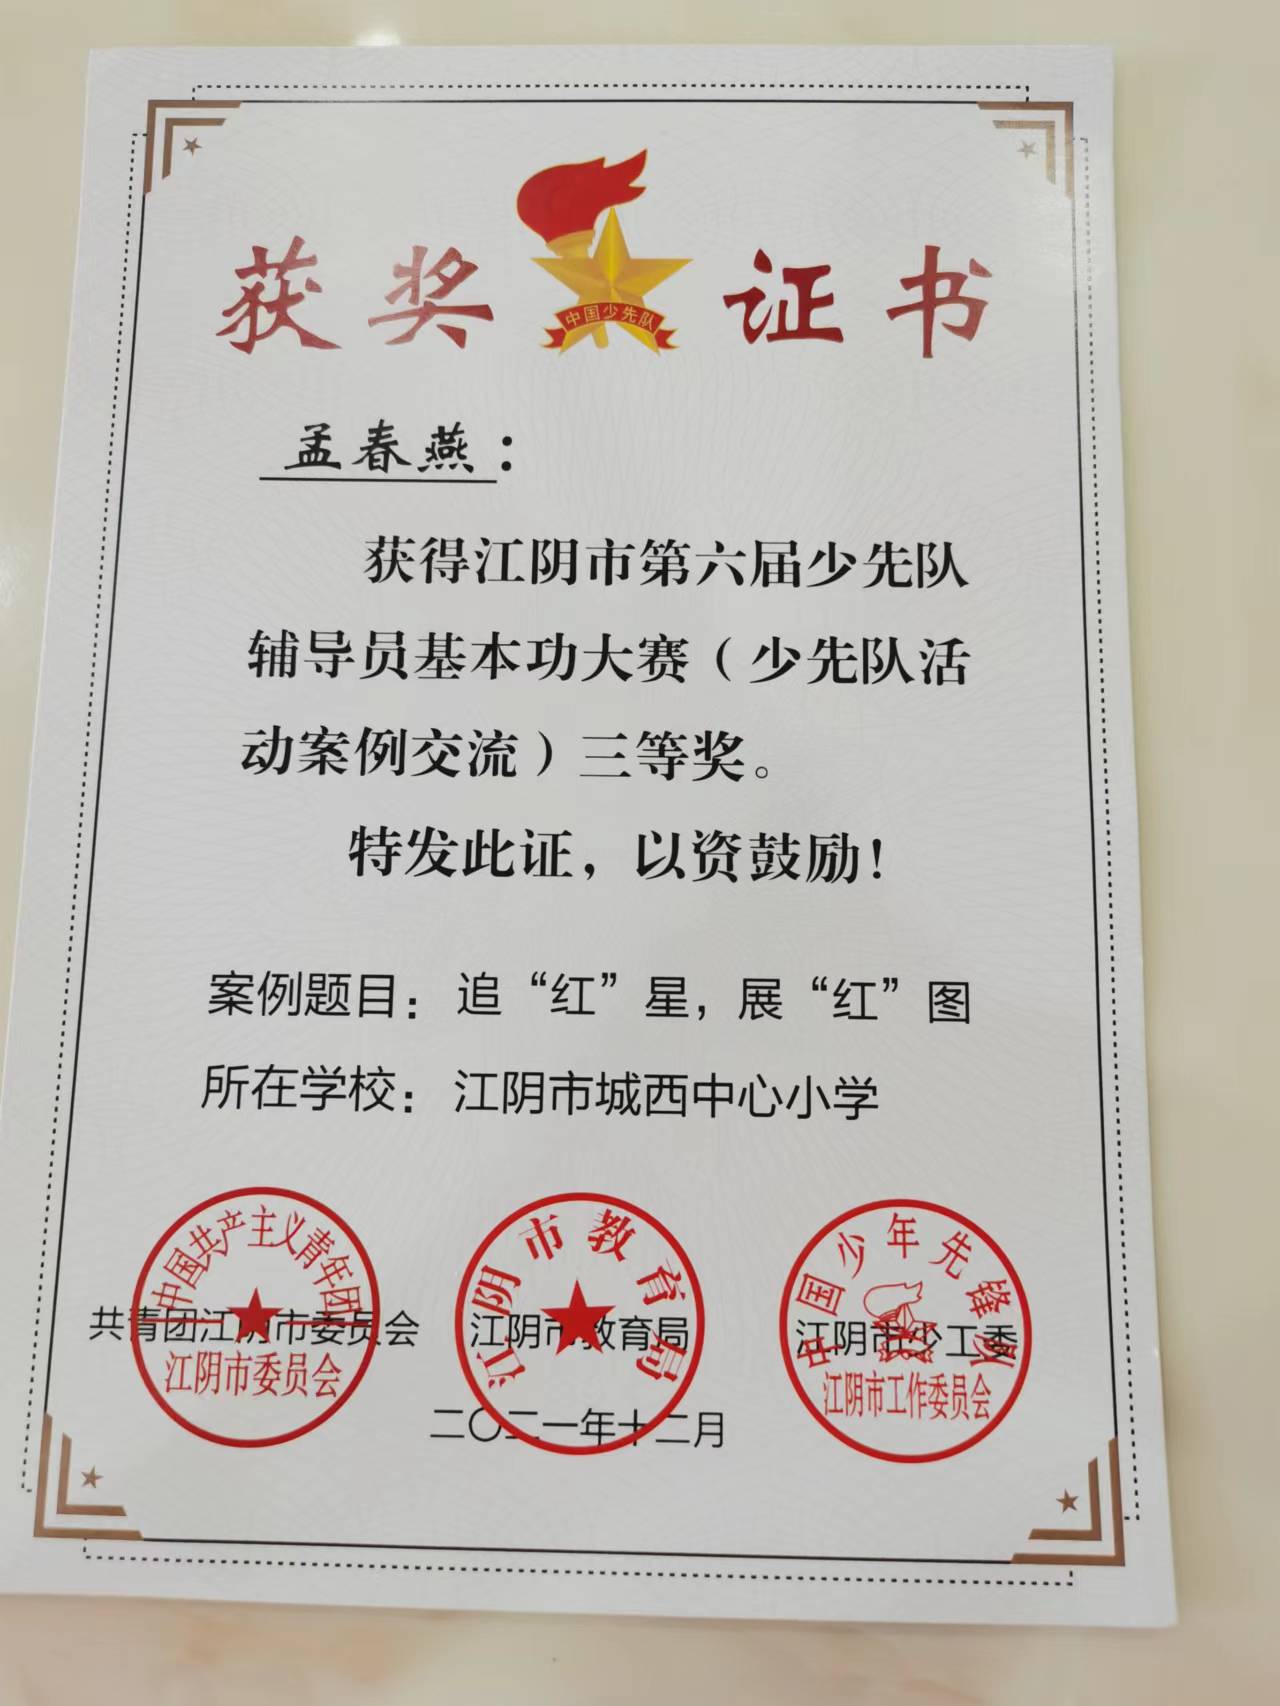 获奖证书
中国少先队
孟春燕：
获得江阴市第六届少先队
辅导员基本功大赛（少先队活
动案例交流）三等奖。
特发此证，以资鼓励！
案例题目：追“红”星，展“红”图
所在学校：江阴市城西中心小学
中国共产主义青年团
江阴市委员会
共青团江阴市委员会
江阴市教育局
江阴市教育局
中国少年先锋队
江阴市工作委员会
江阴市少工委
二〇二一年十二月